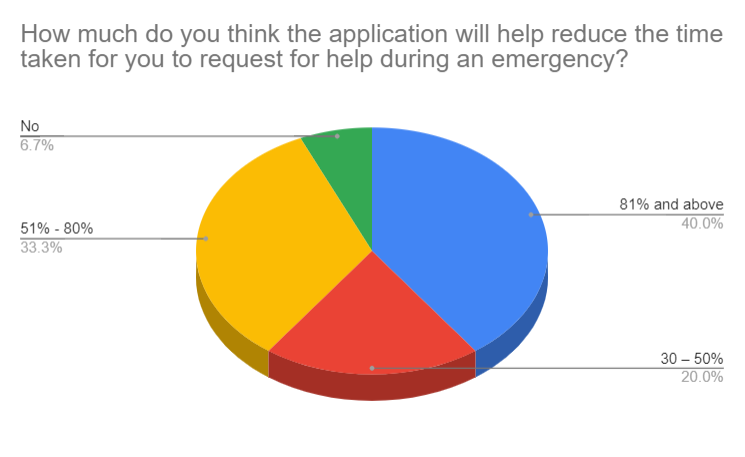 How much do you think the application will help reduce the time
taken for you to request for help during an emergency?
No
6.7%
81% and above
40.0%
51% - 80%
33.3%
30 – 50%
20.0%